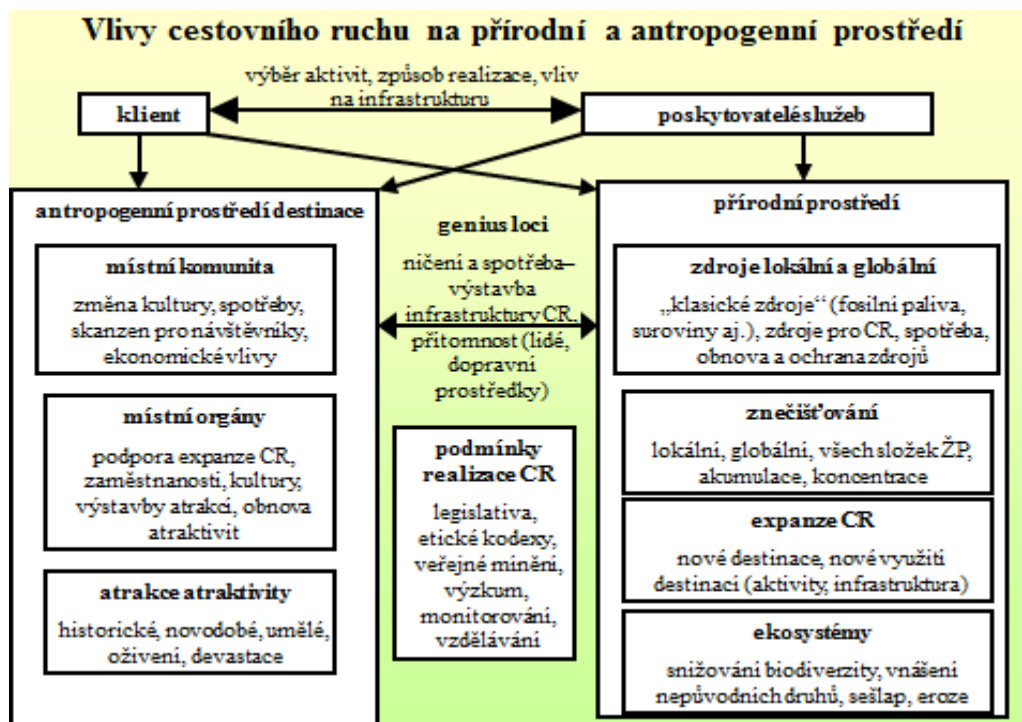 Vlivy cestovního ruchu na přírodní a antropogenní prostředí
výběr aktivit, způsob realizace, vliv
na infrastrukturu
klient
poskytovatelé služeb
antropogenní prostředí destinace
místní komunita
změna kultury, spotřeby,
skanzen pro návštěvníky,
ekonomické vlivy
místní orgány
podpora expanze CR,
zaměstnanosti, kultury,
výstavby atrakcí, obnova
atraktivit
atrakce atraktivity
historické, novodobé, umělé,
oživení, devastace
genius loci
ničení a spotřeba–
výstavba
infrastruktury CR,
přítomnost (lidé,
dopravní
prostředky)
podmínky
realizace CR
legislativa,
etické kodexy,
veřejné mínění,
výzkum,
monitorování,
vzdělávání
přírodní prostředí
zdroje lokální a globální
„klasické zdroje“ (fosilní paliva,
suroviny aj.), zdroje pro CR, spotřeba,
obnova a ochrana zdrojů
znečišťování
lokální, globální, všech složek ŽP,
akumulace, koncentrace
expanze CR
nové destinace, nové využití
destinací (aktivity, infrastruktura)
ekosystémy
snižování biodiverzity, vnášení
nepůvodních druhů, sešlap, eroze